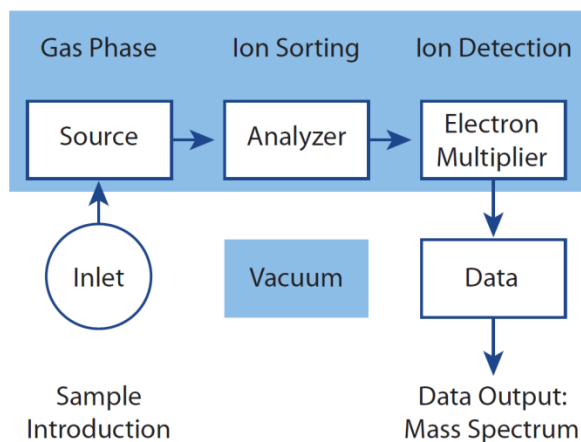 Gas Phase
Ion Sorting
Ion Detection
Source
Analyzer
Electron
Multiplier
Inlet
Vacuum
Data
Sample
Introduction
Data Output:
Mass Spectrum